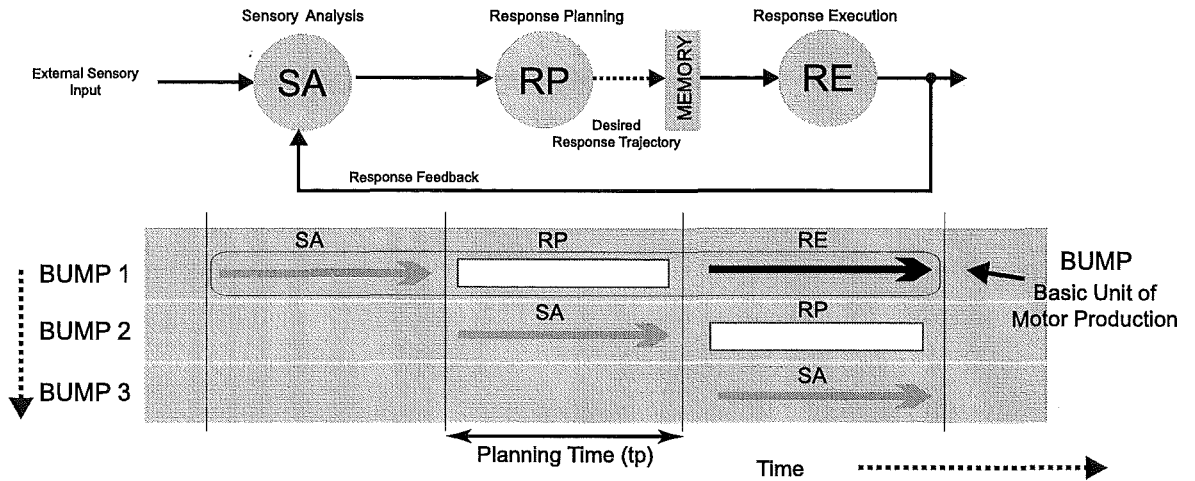 Sensory Analysis
Response Planning
Response Execution
External Sensory
Input
SA
RP
MEMORY
RE
Desired
Response Trajectory
Response Feedback
SA
RP
RE
BUMP 1
BUMP
Basic Unit of
Motor Production
SA
RP
BUMP 2
SA
BUMP 3
Planning Time (tp)
Time